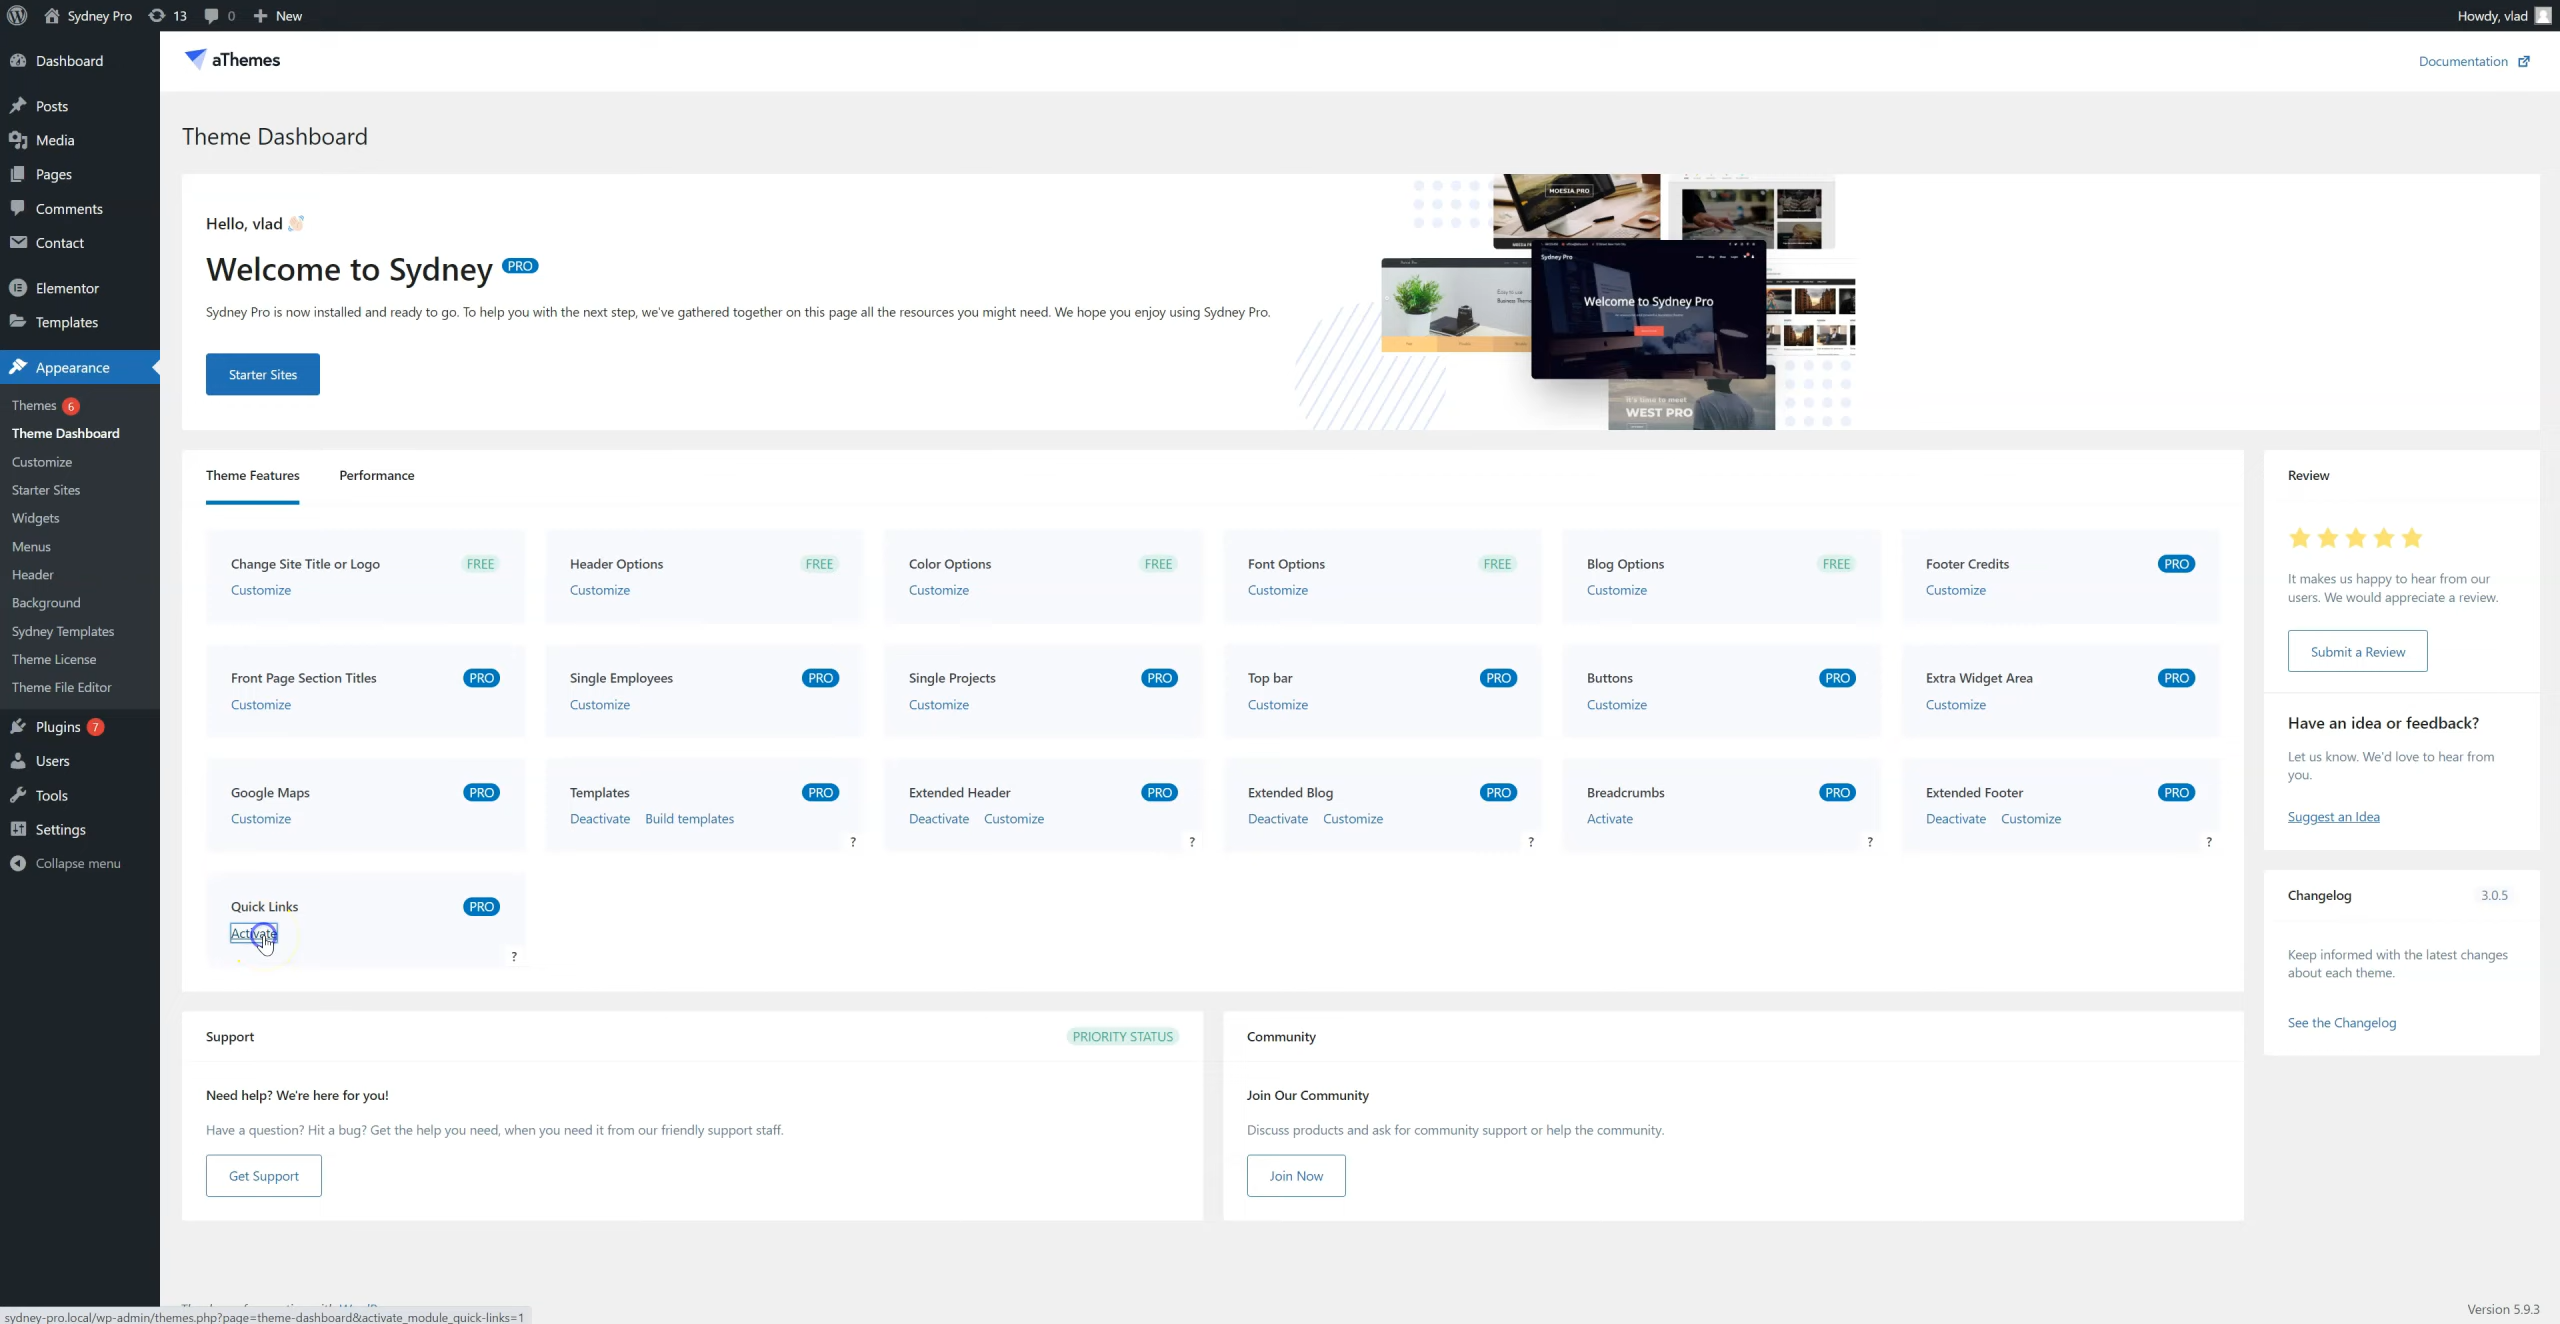 Sydney Pro 13 0 New Howdy, vlad
Dashboard
Posts
Media
Pages
Comments
Contact
Elementor
Templates
Appearance
Themes 6
Theme Dashboard
Customize
Starter Sites
Widgets
Menus
Header
Background
Sydney Templates
Theme License
Theme File Editor
Plugins 7
Users
Tools
Settings
Collapse menu
aThemes
Documentation
Theme Dashboard
Hello, vlad
Welcome to Sydney PRO
Sydney Pro is now installed and ready to go. To help you with the next step, we've gathered together on this page all the resources you might need. We hope you enjoy using Sydney Pro.
Starter Sites
MOESIA PRO
Sydney Pro
Welcome to Sydney Pro
It's time to meet
WEST PRO
Theme Features Performance
Change Site Title or Logo FREE
Customize
Header Options FREE
Customize
Color Options FREE
Customize
Font Options FREE
Customize
Blog Options FREE
Customize
Footer Credits PRO
Customize
Front Page Section Titles PRO
Customize
Single Employees PRO
Customize
Single Projects PRO
Customize
Top bar PRO
Customize
Buttons PRO
Customize
Extra Widget Area PRO
Customize
Google Maps PRO
Customize
Templates PRO
Deactivate Build templates
?
Extended Header PRO
Deactivate Customize
?
Extended Blog PRO
Deactivate Customize
?
Breadcrumbs PRO
Activate
?
Extended Footer PRO
Deactivate Customize
?
Quick Links PRO
Activate
?
Support PRIORITY STATUS
Need help? We're here for you!
Have a question? Hit a bug? Get the help you need, when you need it from our friendly support staff.
Get Support
Community
Join Our Community
Discuss products and ask for community support or help the community.
Join Now
Review
It makes us happy to hear from our
users. We would appreciate a review.
Submit a Review
Have an idea or feedback?
Let us know. We'd love to hear from
you.
Suggest an Idea
Changelog 3.0.5
Keep informed with the latest changes
about each theme.
See the Changelog
sydney-pro.local/wp-admin/themes.php?page=theme-dashboard&activate_module_quick-links=1
Version 5.9.3